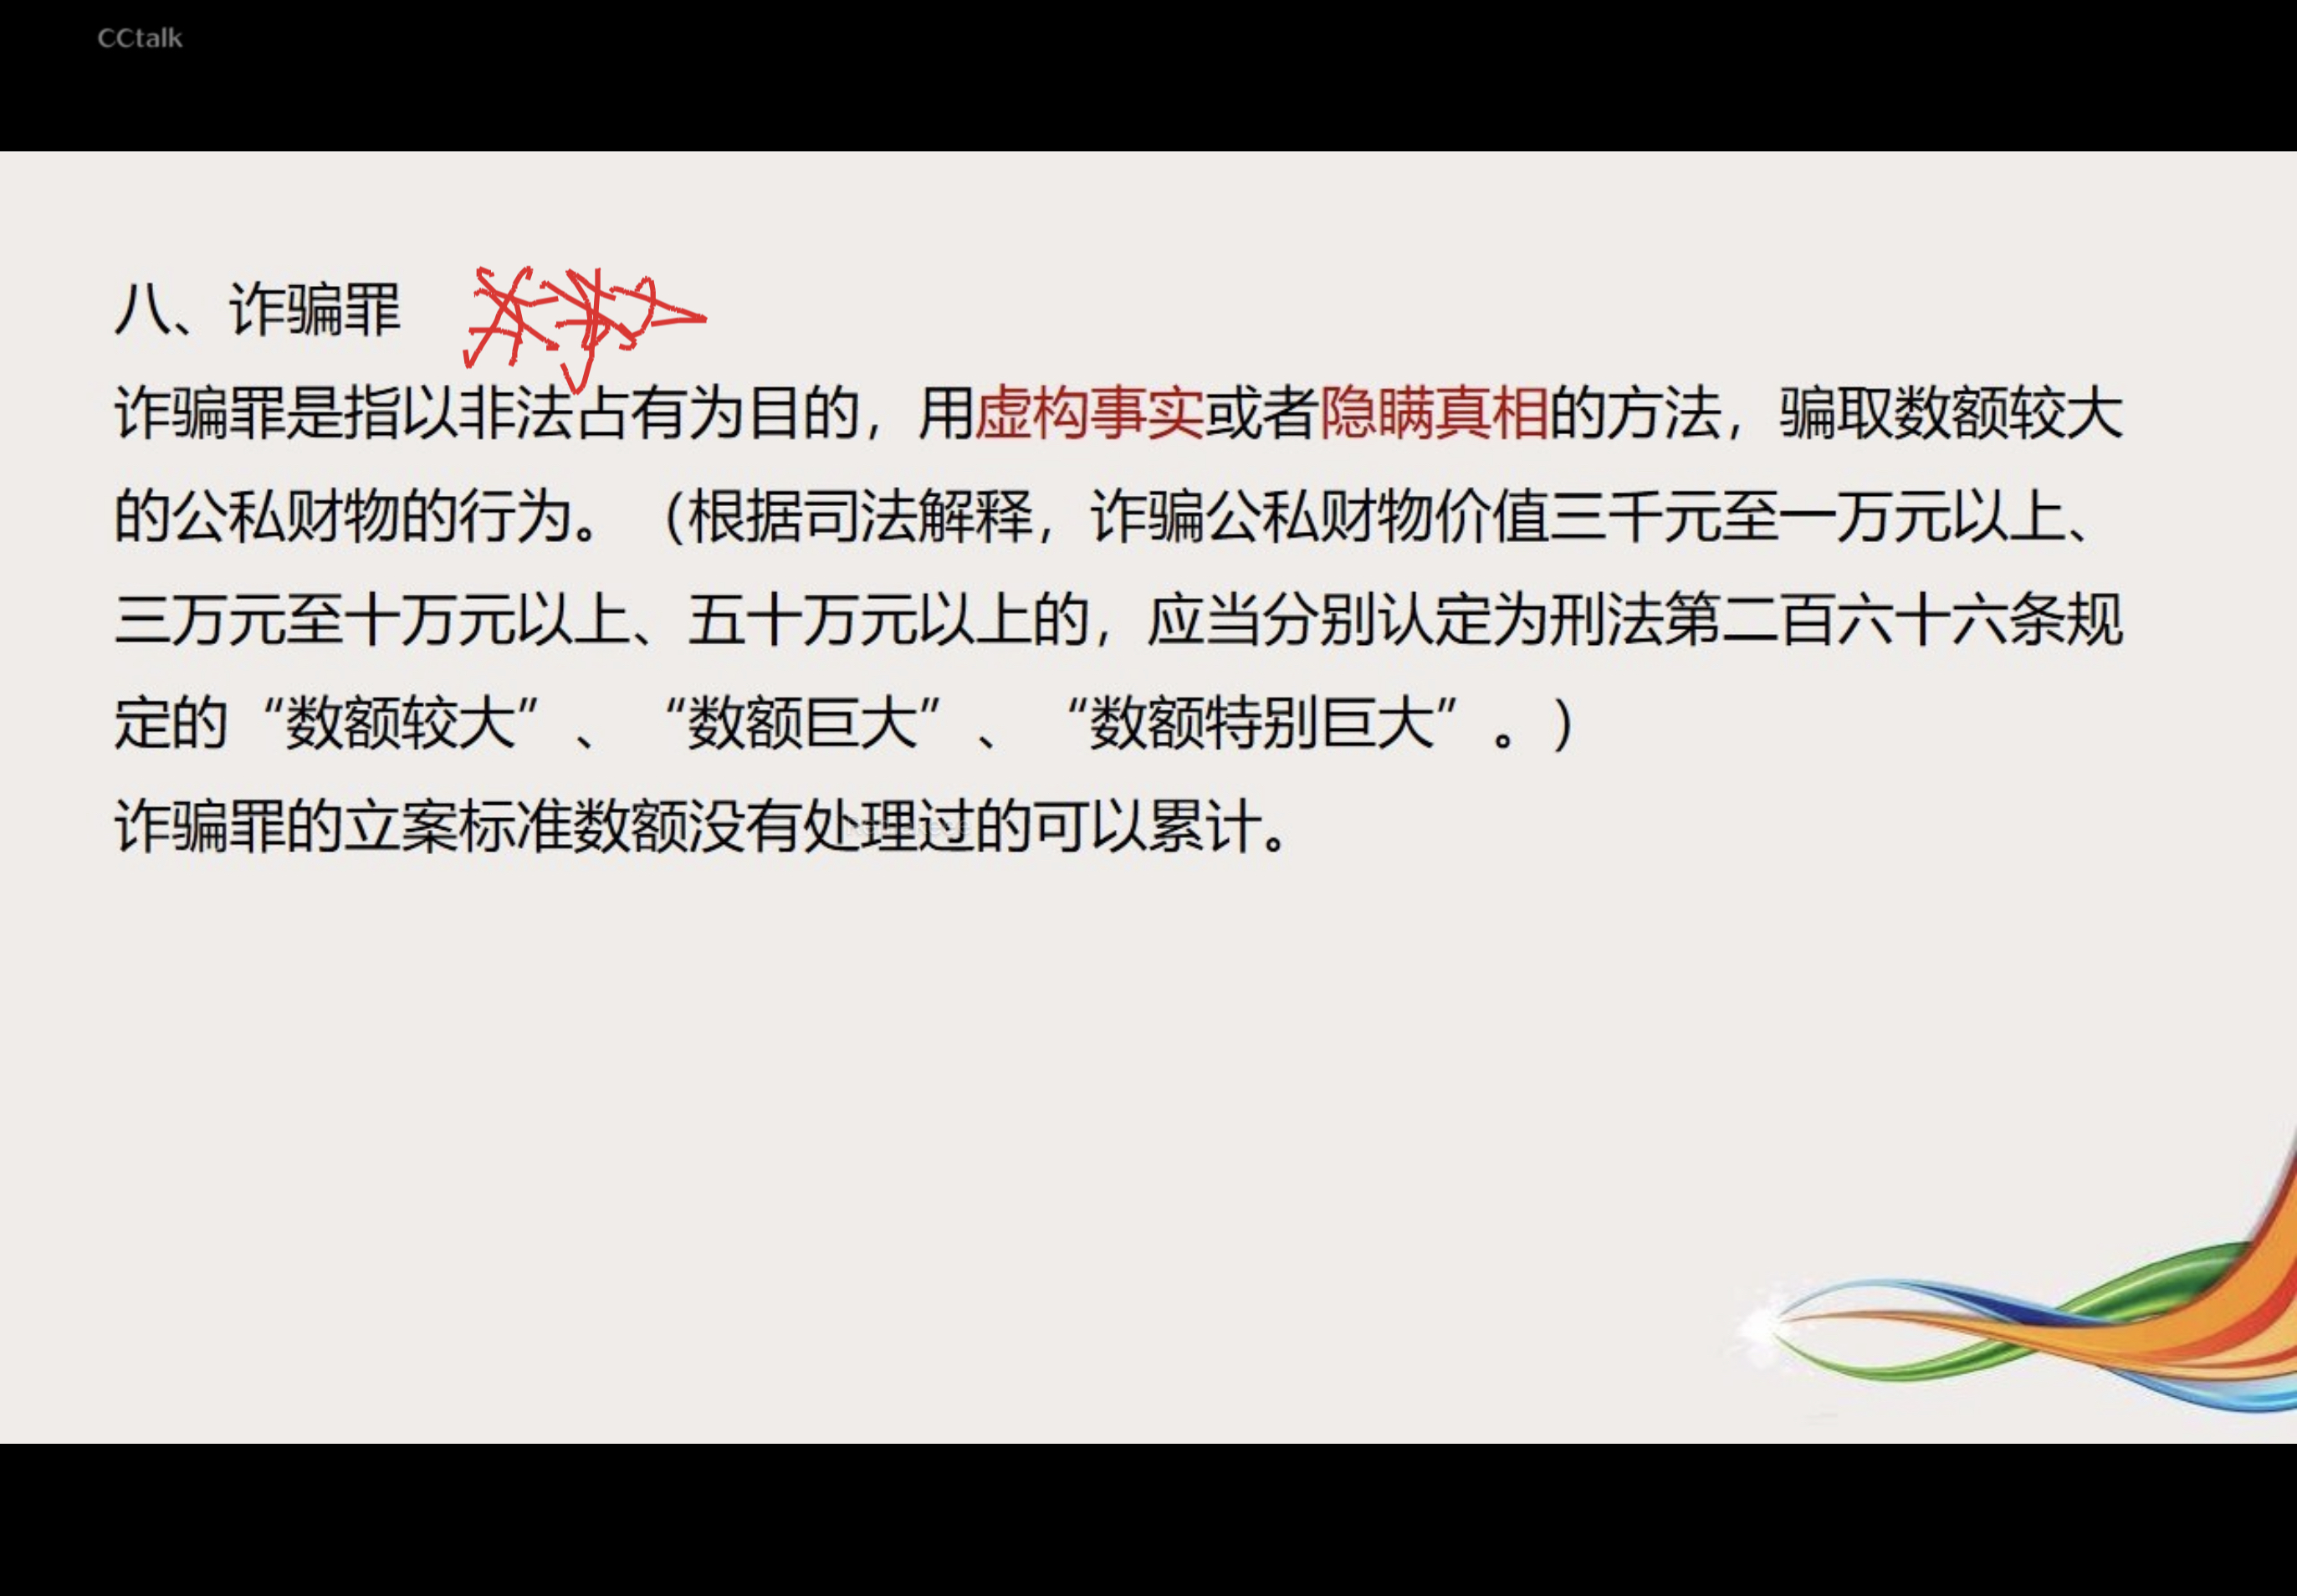 CCtalk
八、诈骗罪
诈骗罪是指以非法占有为目的，用虚构事实或者隐瞒真相的方法，骗取数额较大
的公私财物的行为。（根据司法解释，诈骗公私财物价值三千元至一万元以上、
三万元至十万元以上、五十万元以上的，应当分别认定为刑法第二百六十六条规
定的“数额较大”、“数额巨大”、“数额特别巨大”。）
诈骗罪的立案标准数额没有处理过的可以累计。